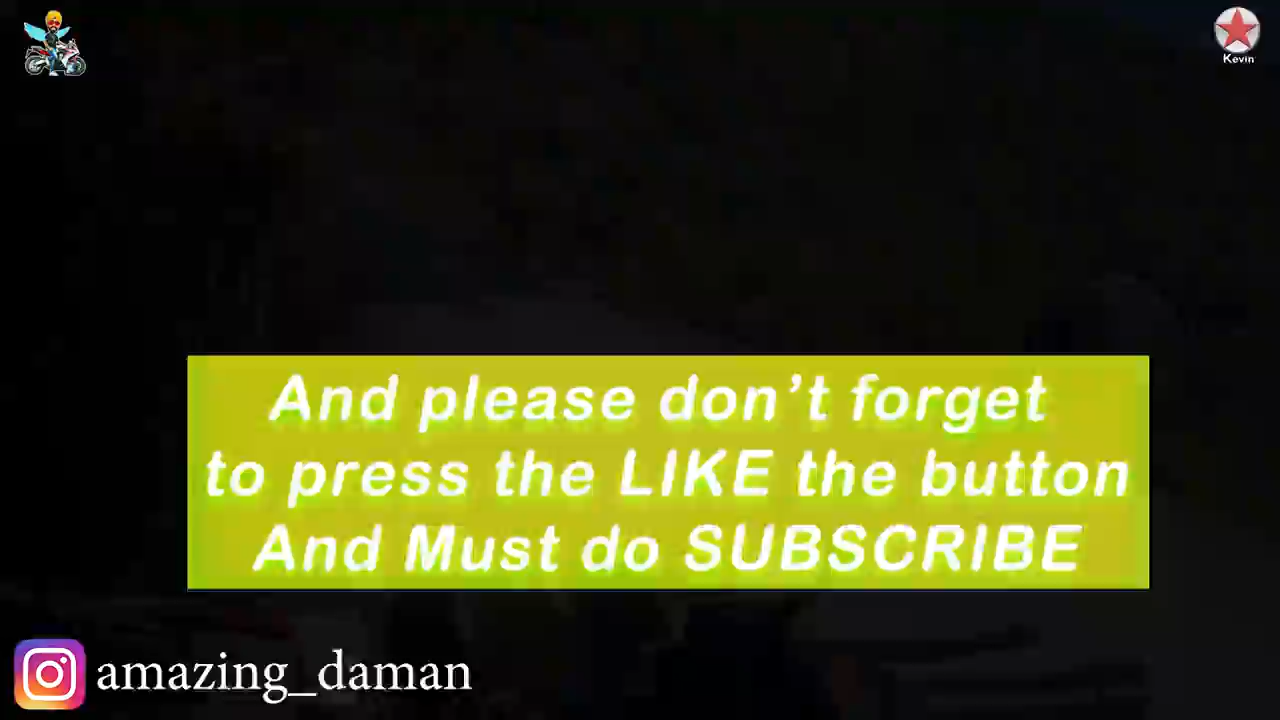 Kevin
And please don’t forget
to press the LIKE the button
And Must do SUBSCRIBE
amazing_daman